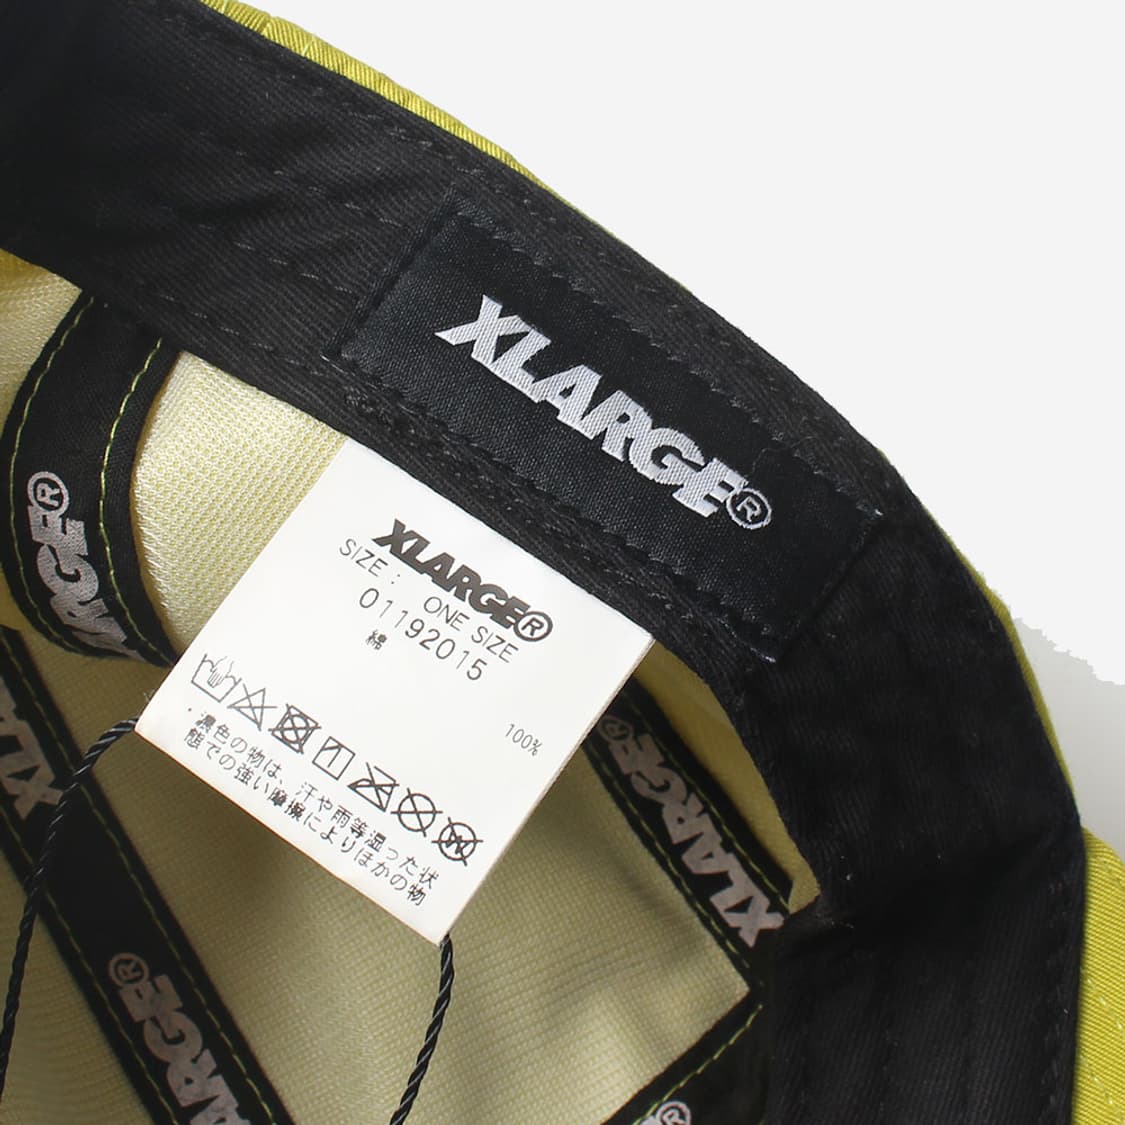 XLARGE®
XLARGE®
SIZE : ONE SIZE
01192015
綿 100%
・濃色の物は、汗や雨等湿った状
態での強い摩擦によりほかの物
XLARGE®
XLARGE®
XLARGE®
XL
®